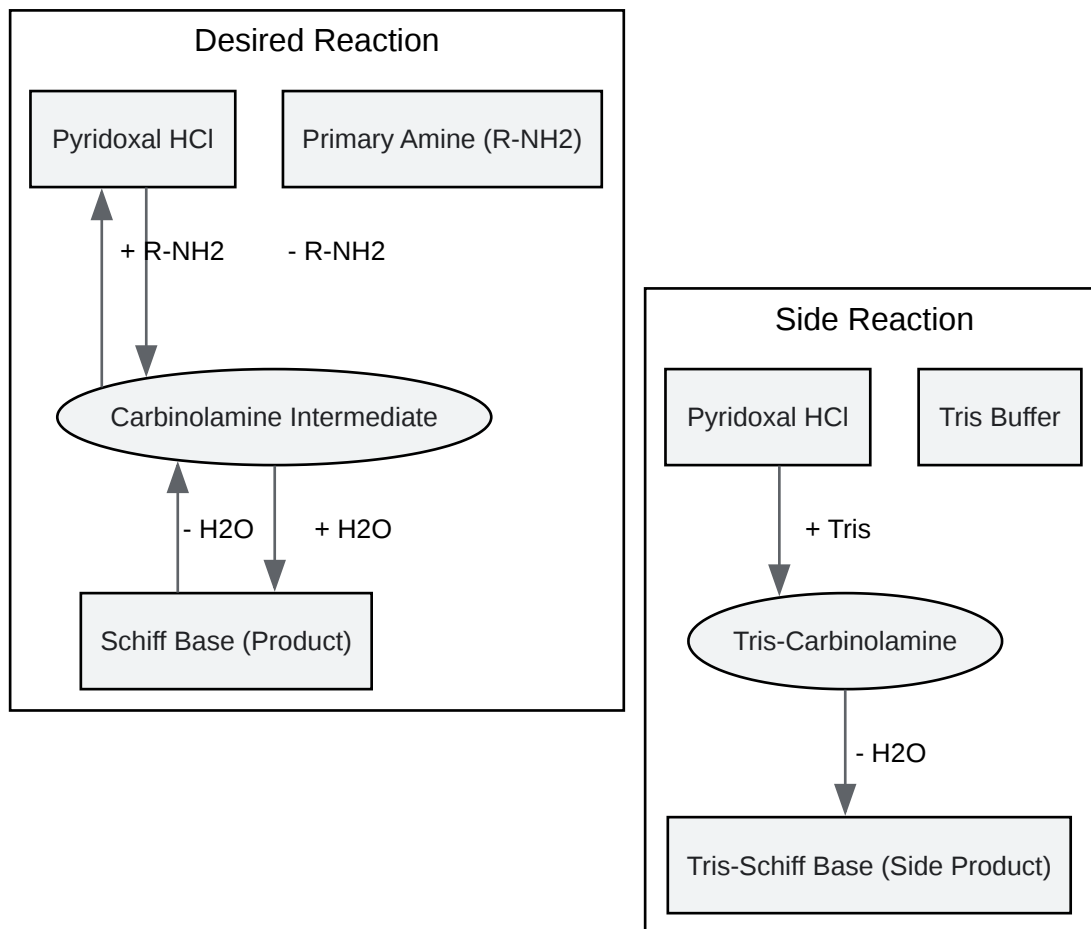 Desired Reaction
Pyridoxal HCl
Primary Amine (R-NH2)
+ R-NH2
- R-NH2
Carbinolamine Intermediate
- H2O
+ H2O
Schiff Base (Product)
Side Reaction
Pyridoxal HCl
Tris Buffer
+ Tris
Tris-Carbinolamine
- H2O
Tris-Schiff Base (Side Product)